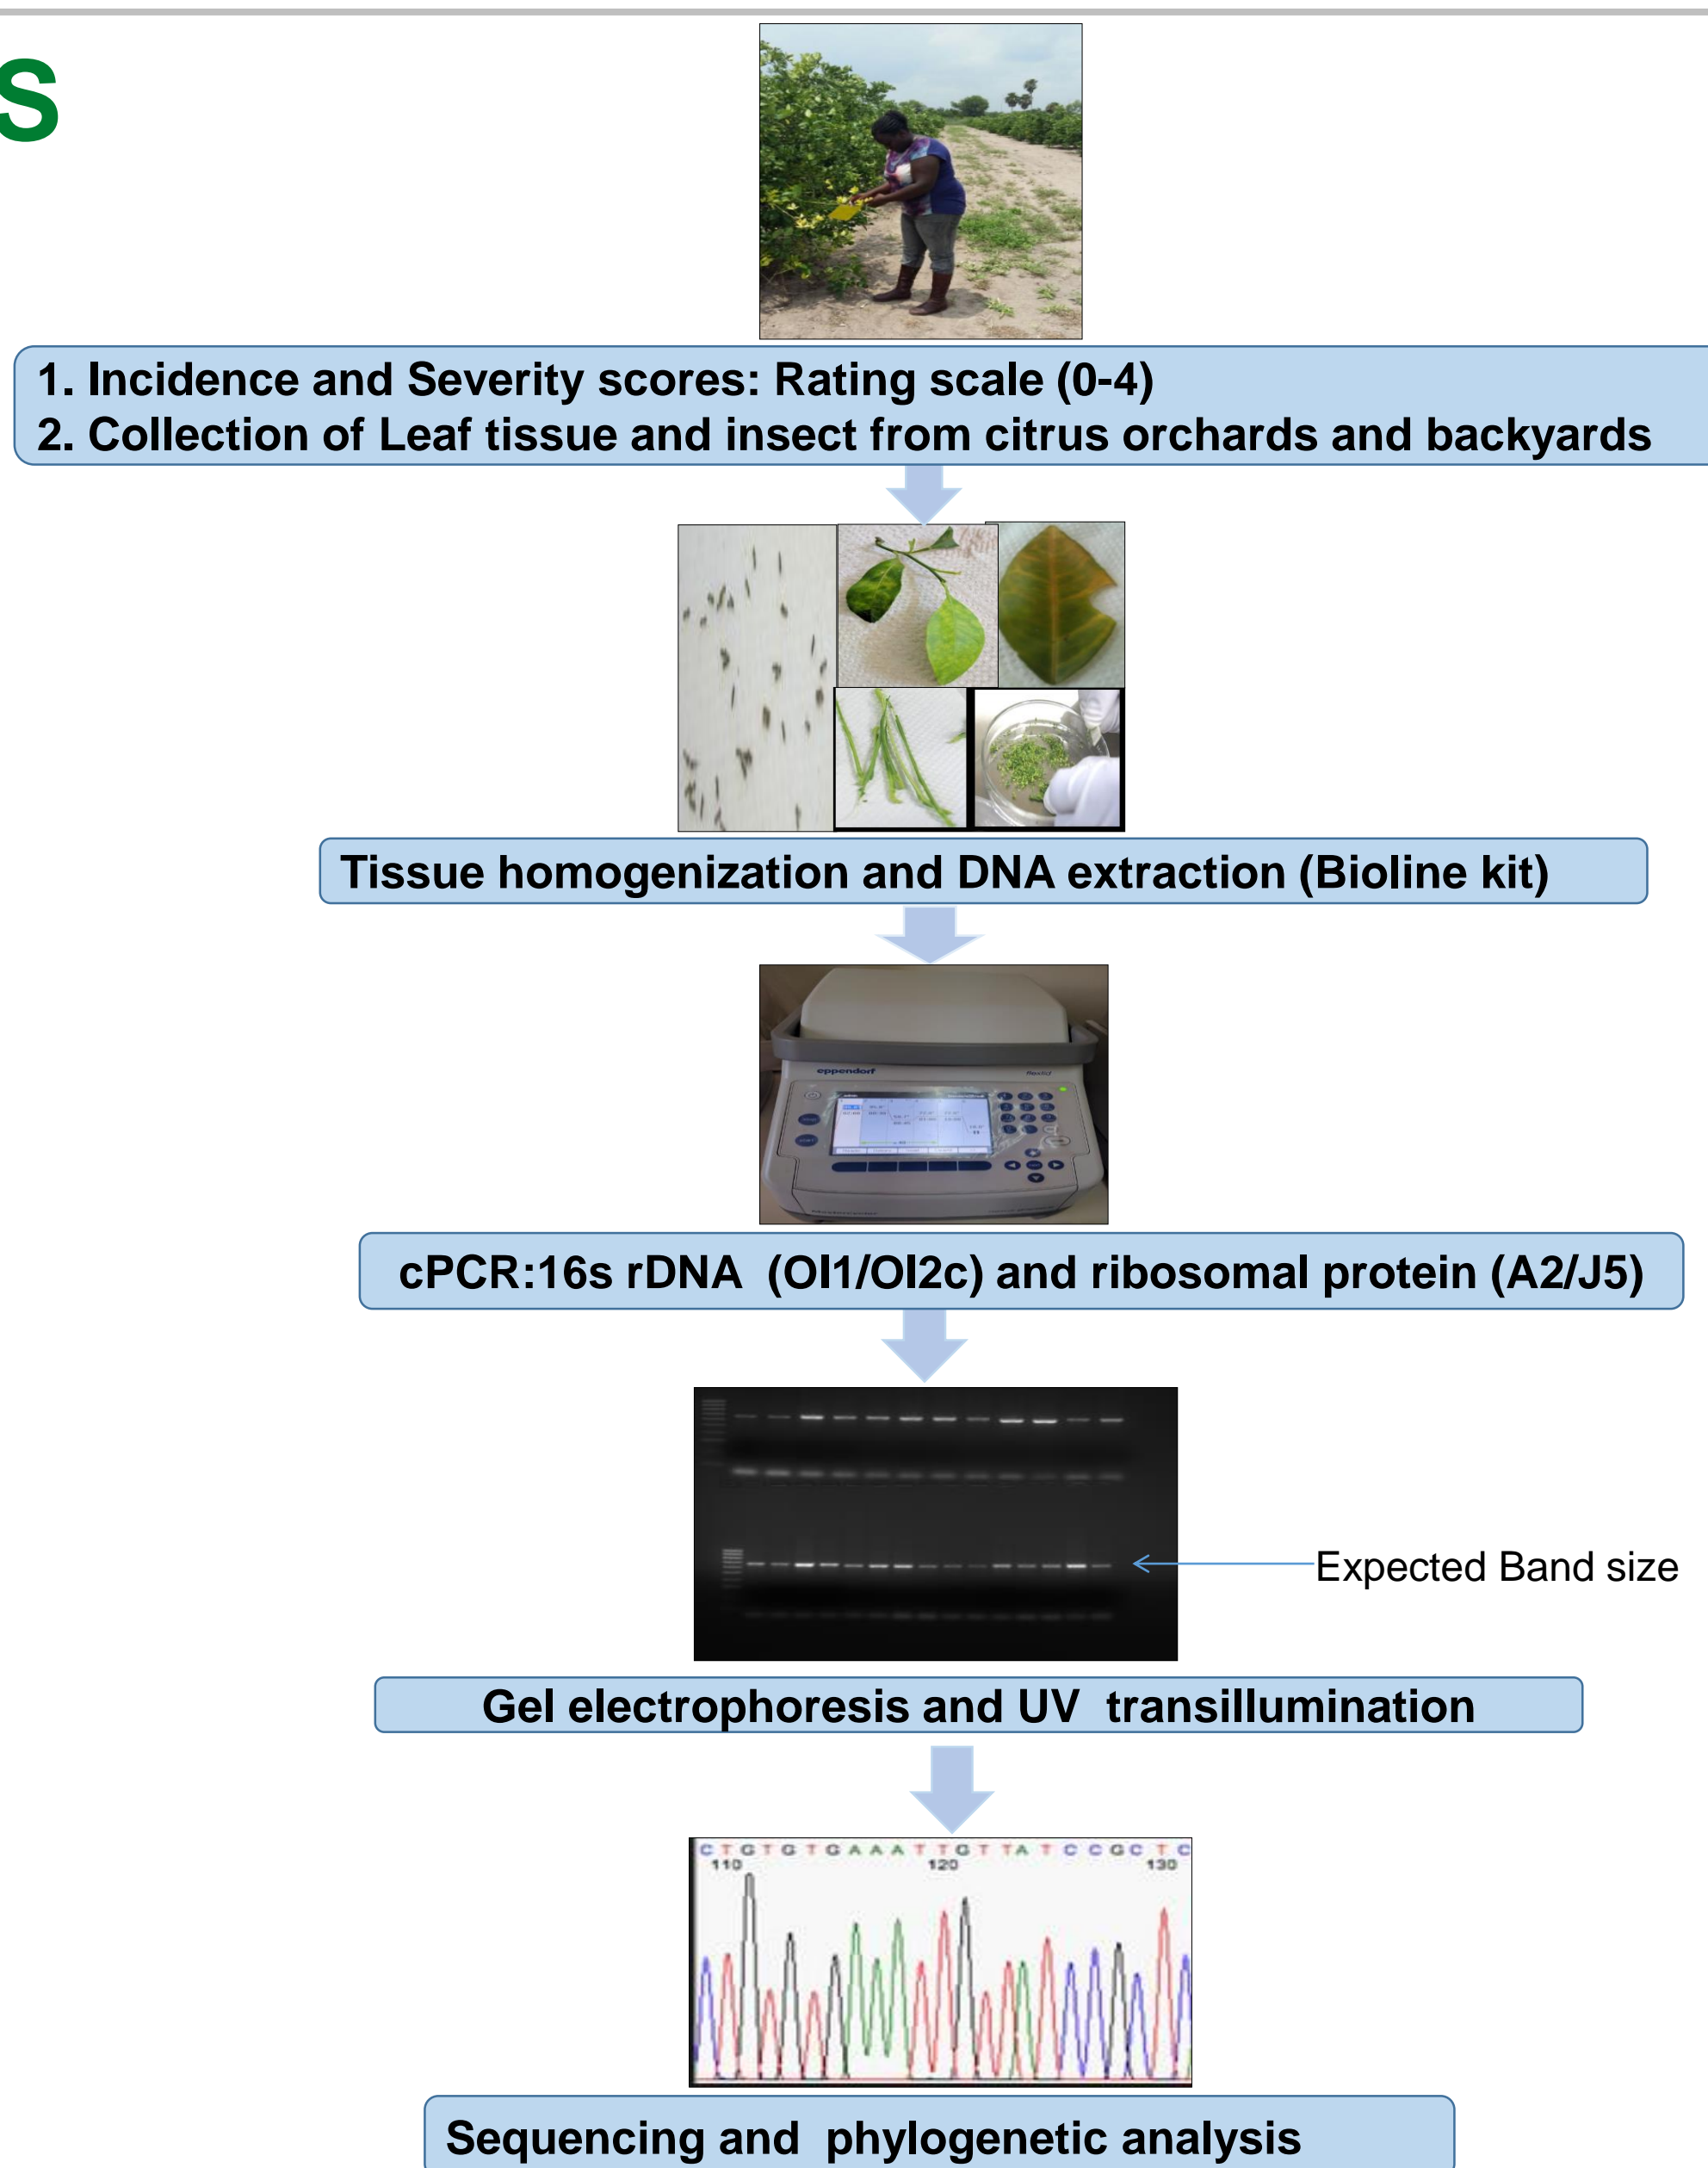 S
1. Incidence and Severity scores: Rating scale (0-4)
2. Collection of Leaf tissue and insect from citrus orchards and backyards
Tissue homogenization and DNA extraction (Bioline kit)
eppendorf
flexlid
cPCR:16s rDNA (OI1/OI2c) and ribosomal protein (A2/J5)
Expected Band size
Gel electrophoresis and UV transillumination
C T G T G T G A A A T T G T T A T C C G C T C
110 120 130
Sequencing and phylogenetic analysis